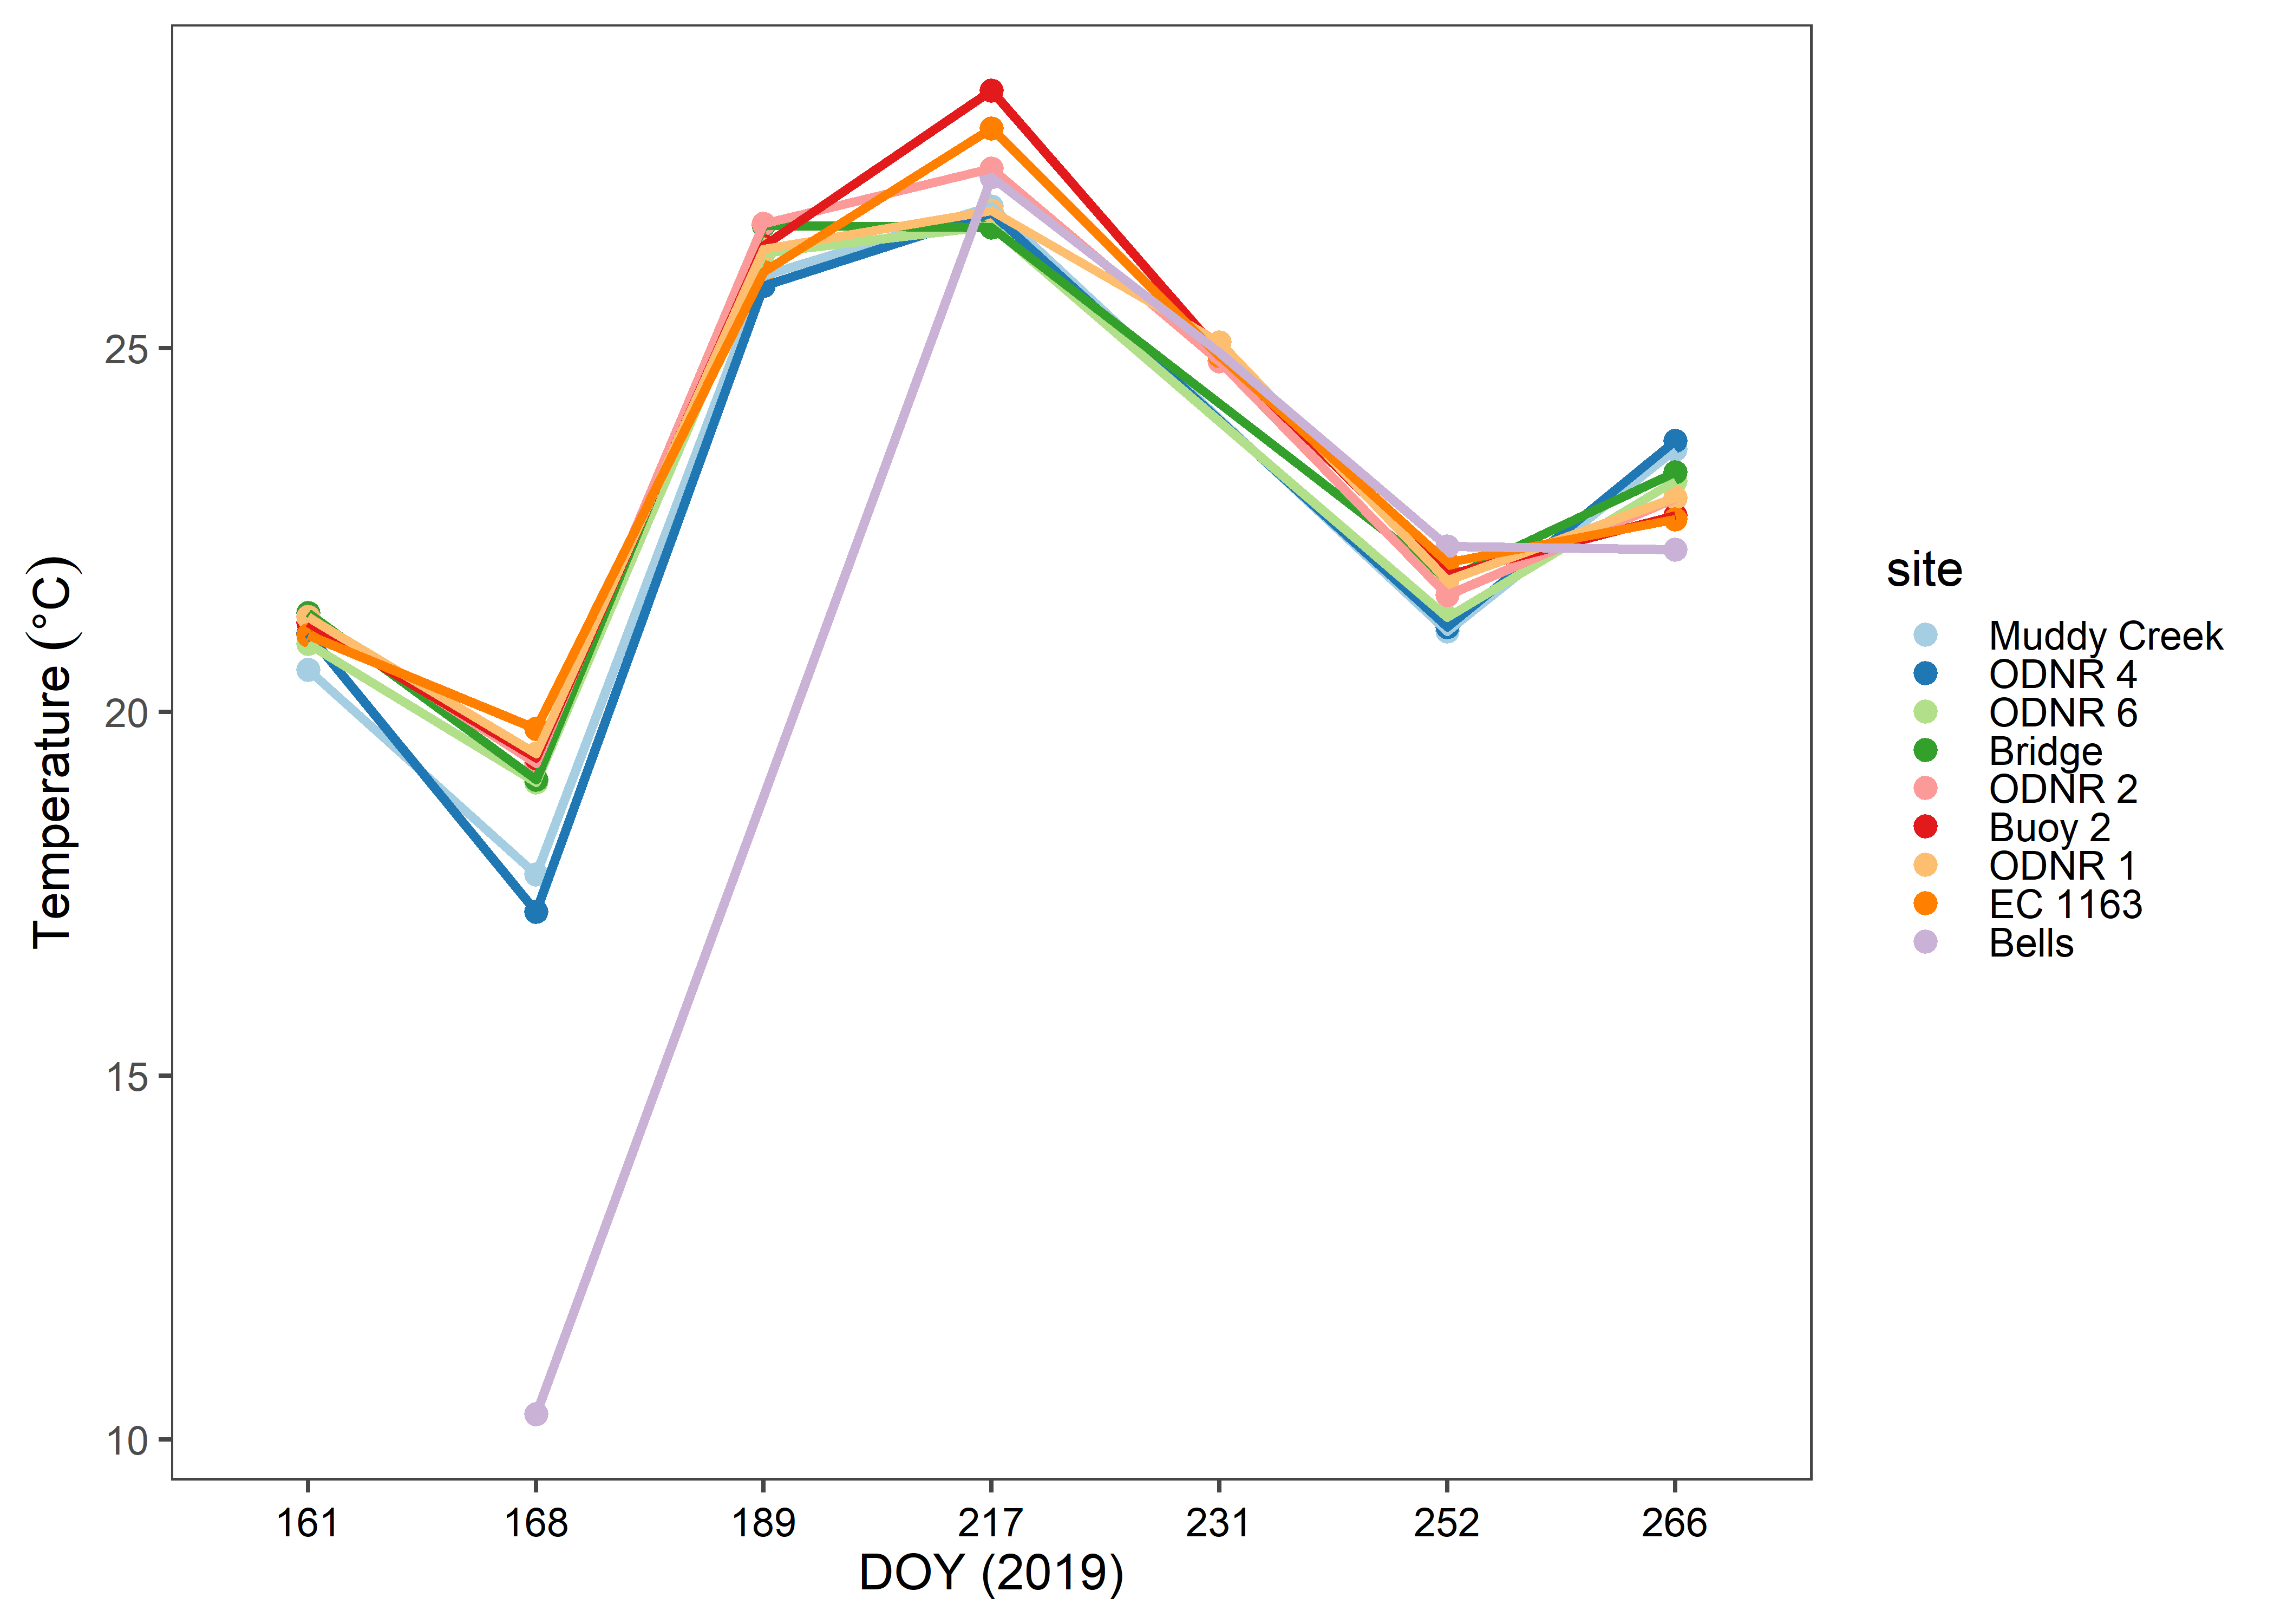 Temperature (°C)
25
20
15
10
161 168 189 217 231 252 266
DOY (2019)
site
Muddy Creek
ODNR 4
ODNR 6
Bridge
ODNR 2
Buoy 2
ODNR 1
EC 1163
Bells